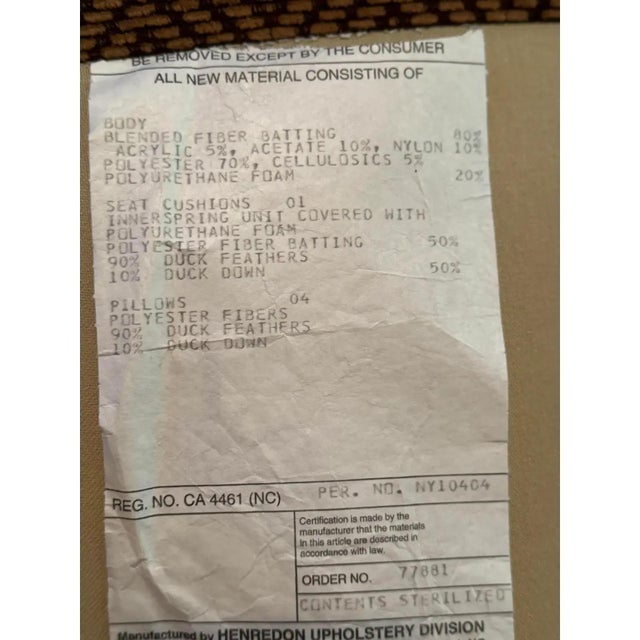 BE REMOVED EXCEPT BY THE CONSUMER
ALL NEW MATERIAL CONSISTING OF
BODY
BLENDED FIBER BATTING 80%
ACRYLIC 5%, ACETATE 10%, NYLON 10%
POLYESTER 70%, CELLULOSICS 5%
POLYURETHANE FOAM 20%
SEAT CUSHIONS 01
INNERSPRING UNIT COVERED WITH
POLYURETHANE FOAM
POLYESTER FIBER BATTING 50%
90% DUCK FEATHERS
10% DUCK DOWN 50%
PILLOWS 04
POLYESTER FIBERS
90% DUCK FEATHERS
10% DUCK DOWN
REG. NO. CA 4461 (NC) PER. NO. NY10404
Certification is made by the
manufacturer that the materials
in this article are described in
accordance with law.
ORDER NO. 77881
CONTENTS STERILIZED
Manufactured by HENREDON UPHOLSTERY DIVISION